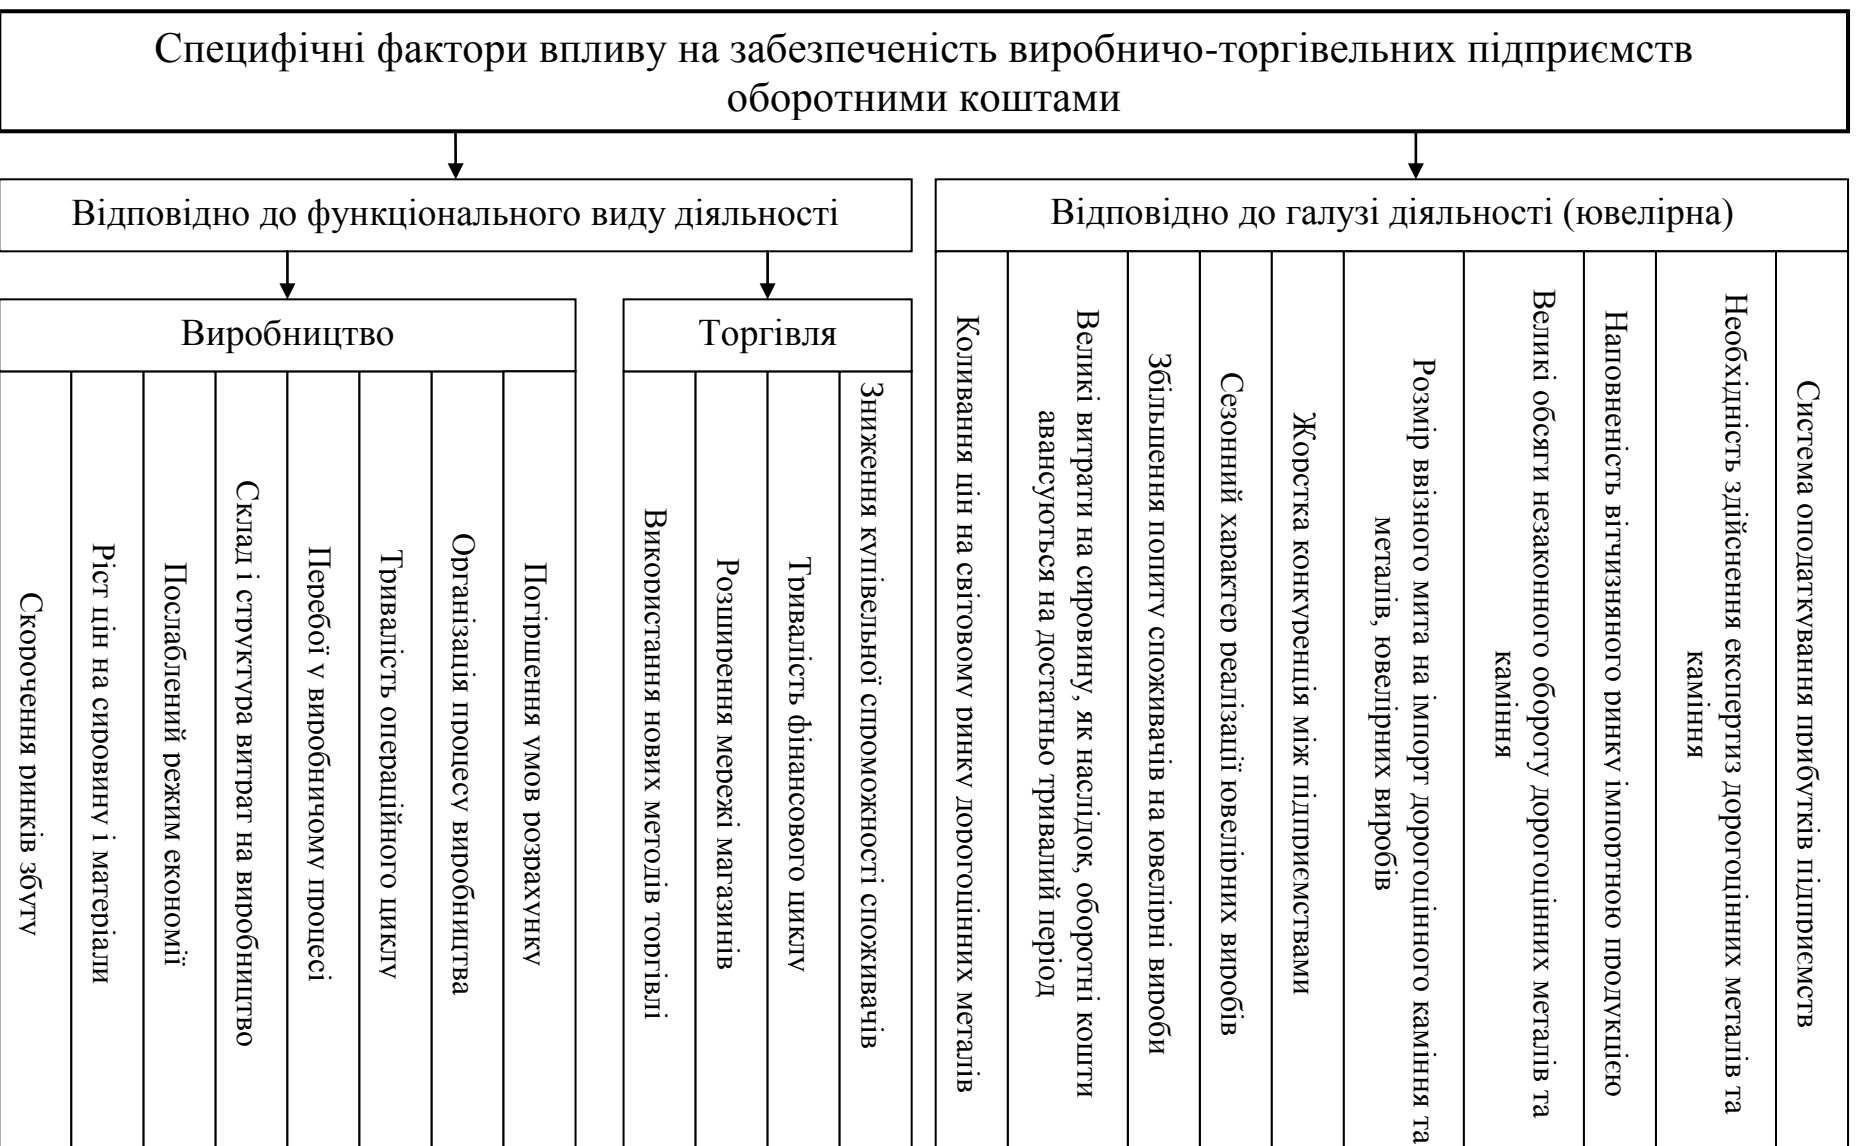 Специфічні фактори впливу на забезпеченість виробничо-торгівельних підприємств
оборотними коштами
Відповідно до функціонального виду діяльності
Відповідно до галузі діяльності (ювелірна)
Виробництво
Торгівля
Скорочення ринків збуту
Ріст цін на сировину і матеріали
Послаблений режим економії
Склад і структура витрат на виробництво
Перебої у виробничому процесі
Тривалість операційного циклу
Організація процесу виробництва
Погіршення умов розрахунку
Використання нових методів торгівлі
Розширення мережі магазинів
Тривалість фінансового циклу
Зниження купівельної спроможності споживачів
Коливання цін на світовому ринку дорогоцінних металів
Великі витрати на сировину, як наслідок, оборотні кошти
авансуються на достатньо тривалий період
Збільшення попиту споживачів на ювелірні вироби
Сезонний характер реалізації ювелірних виробів
Жорстка конкуренція між підприємствами
Розмір ввізного мита на імпорт дорогоцінного каміння та
металів, ювелірних виробів
Великі обсяги незаконного обороту дорогоцінних металів та
каміння
Наповненість вітчизняного ринку імпортною продукцією
Необхідність здійснення експертиз дорогоцінних металів та
каміння
Система оподаткування прибутків підприємств